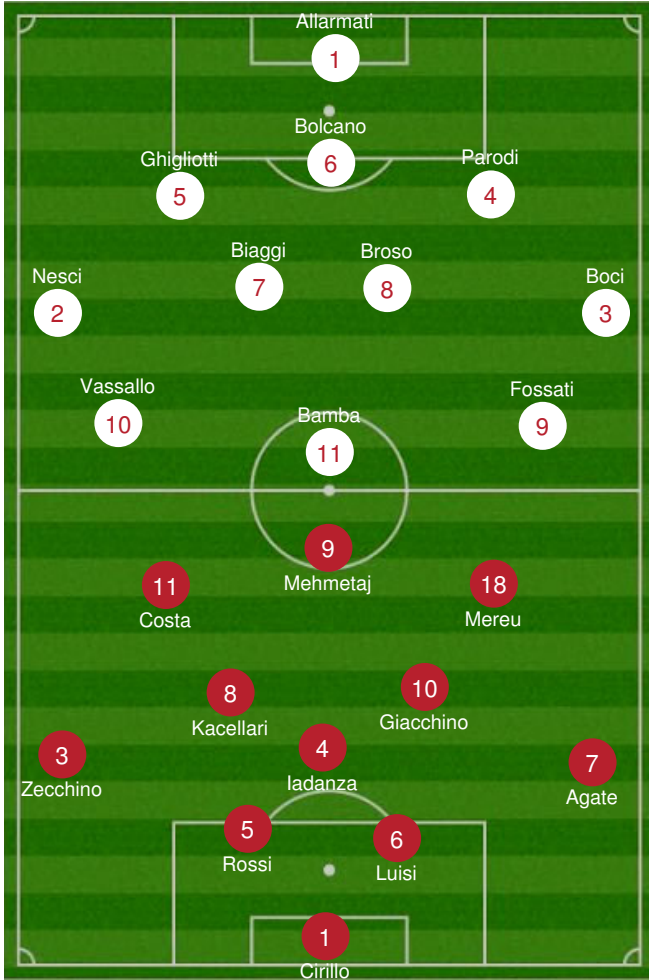 Allarmati
1
Bolcano
6
Ghigliotti
5
Parodi
4
Biaggi
7
Broso
8
Nesci
2
Boci
3
Vassallo
10
Fossati
9
Bamba
11
9
Mehmetaj
11
Costa
18
Mereu
8
Kacellari
10
Giacchino
4
Iadanza
3
Zecchino
7
Agate
5
Rossi
6
Luisi
1
Cirillo